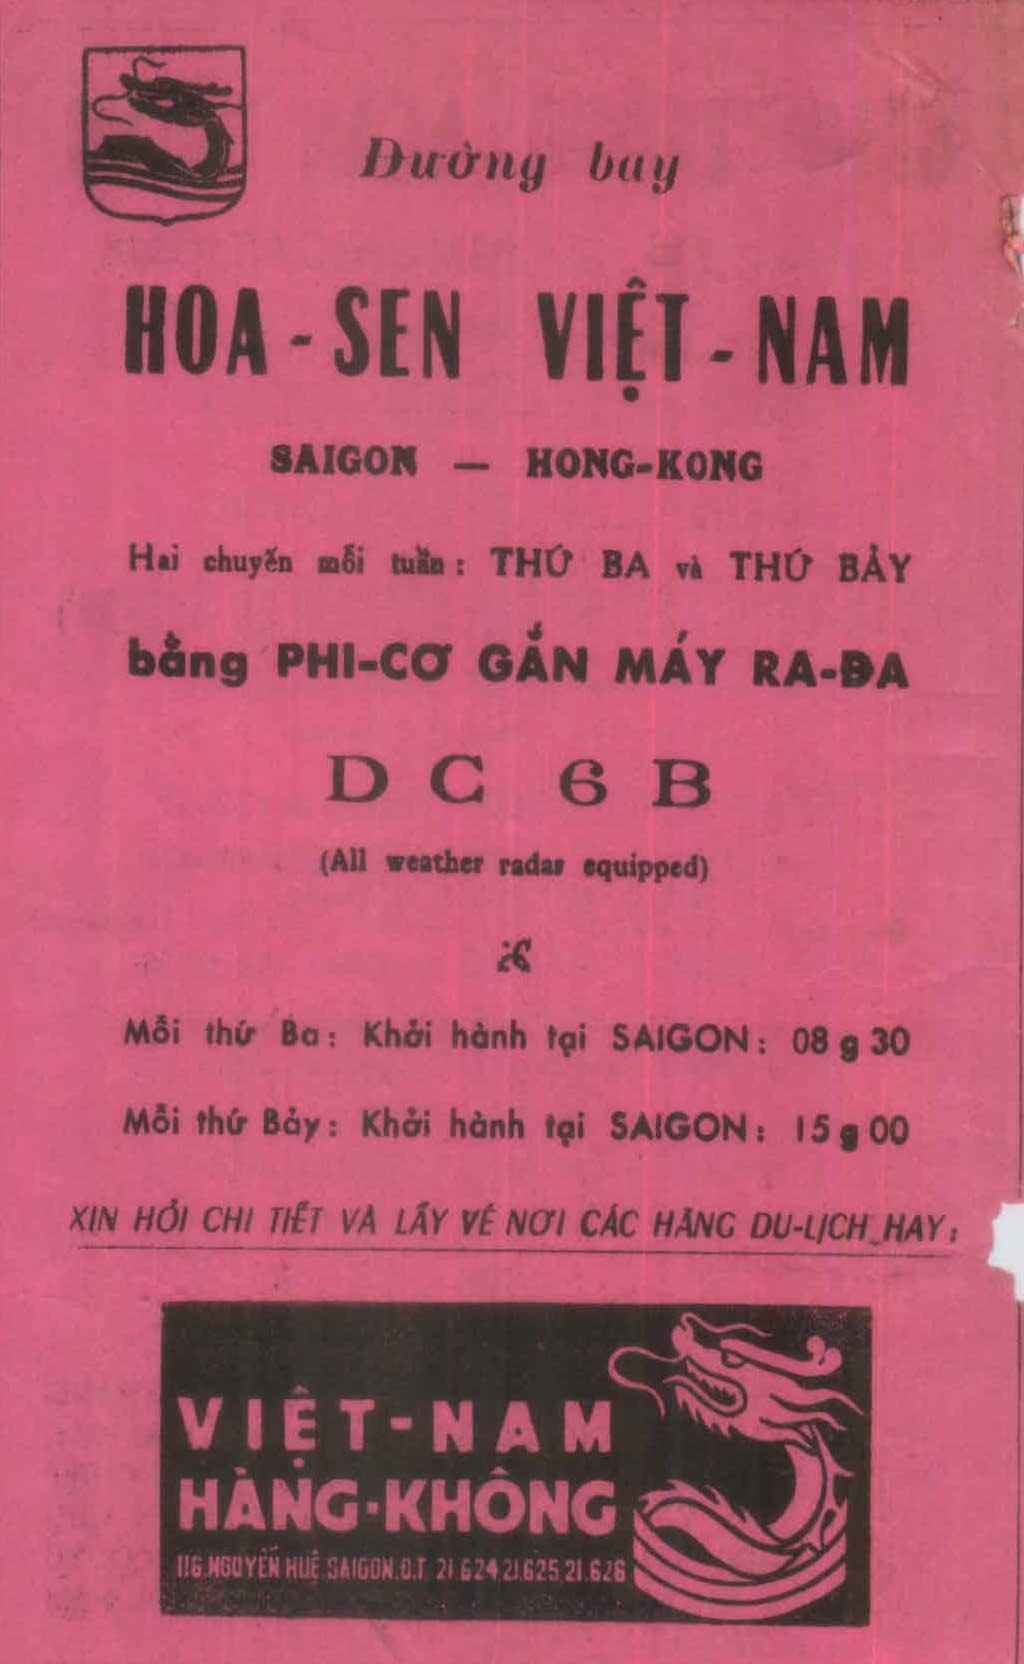 Đường bay
HOA-SEN VIỆT-NAM
SAIGON — HONG-KONG
Hai chuyến mỗi tuần: THỨ BA và THỨ BẢY
bằng PHI-CƠ GẮN MÁY RA-ĐA
DC 6B
(All weather radar equipped)
Mỗi thứ Ba: Khởi hành tại SAIGON: 08 g 30
Mỗi thứ Bảy: Khởi hành tại SAIGON: 15 g 00
XIN HỎI CHI TIẾT VÀ LẤY VÉ NƠI CÁC HÃNG DU-LỊCH HAY:
VIỆT-NAM
HÀNG-KHÔNG
116.NGUYỄN HUỆ.SAIGON.Đ.T 21.624.21.625.21.626